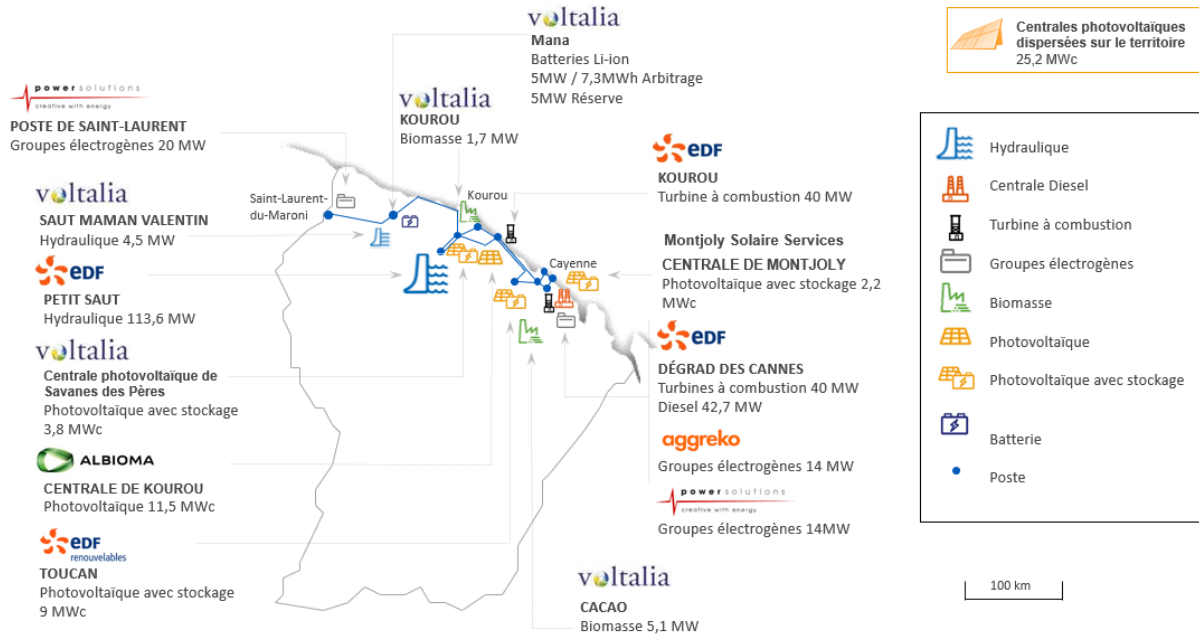 voltalia
Mana
Batteries Li-ion
5MW / 7,3MWh Arbitrage
5MW Réserve
Centrales photovoltaïques
dispersées sur le territoire
25,2 MWc
powersolutions
creative with energy
POSTE DE SAINT-LAURENT
Groupes électrogènes 20 MW
voltalia
KOUROU
Biomasse 1,7 MW
eDF
KOUROU
Turbine à combustion 40 MW
voltalia
SAUT MAMAN VALENTIN
Hydraulique 4,5 MW
eDF
PETIT SAUT
Hydraulique 113,6 MW
voltalia
Centrale photovoltaïque de
Savanes des Pères
Photovoltaïque avec stockage
3,8 MWc
ALBIOMA
CENTRALE DE KOUROU
Photovoltaïque 11,5 MWc
eDF
renouvelables
TOUCAN
Photovoltaïque avec stockage
9 MWc
Saint-Laurent-
du-Maroni
Kourou
Cayenne
Montjoly Solaire Services
CENTRALE DE MONTJOLY
Photovoltaïque avec stockage 2,2
MWc
eDF
DÉGRAD DES CANNES
Turbines à combustion 40 MW
Diesel 42,7 MW
aggreko
Groupes électrogènes 14 MW
powersolutions
creative with energy
Groupes électrogènes 14MW
voltalia
CACAO
Biomasse 5,1 MW
Hydraulique
Centrale Diesel
Turbine à combustion
Groupes électrogènes
Biomasse
Photovoltaïque
Photovoltaïque avec stockage
Batterie
Poste
100 km